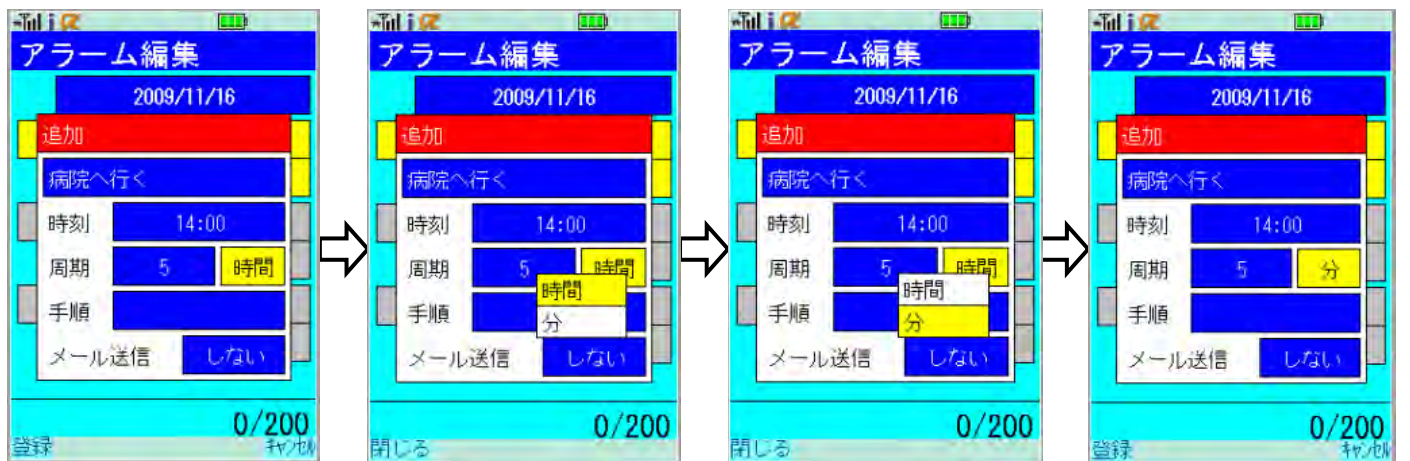 アラーム編集
2009/11/16
追加
病院へ行く
時刻 14:00
周期 5 時間
手順
メール送信 しない
0/200
登録 キャンセル
アラーム編集
2009/11/16
追加
病院へ行く
時刻 14:00
周期 5 時間
時間
手順
分
メール送信 しない
0/200
閉じる
アラーム編集
2009/11/16
追加
病院へ行く
時刻 14:00
周期 5 時間
時間
手順
分
メール送信 しない
0/200
閉じる
アラーム編集
2009/11/16
追加
病院へ行く
時刻 14:00
周期 5 分
手順
メール送信 しない
0/200
登録 キャンセル